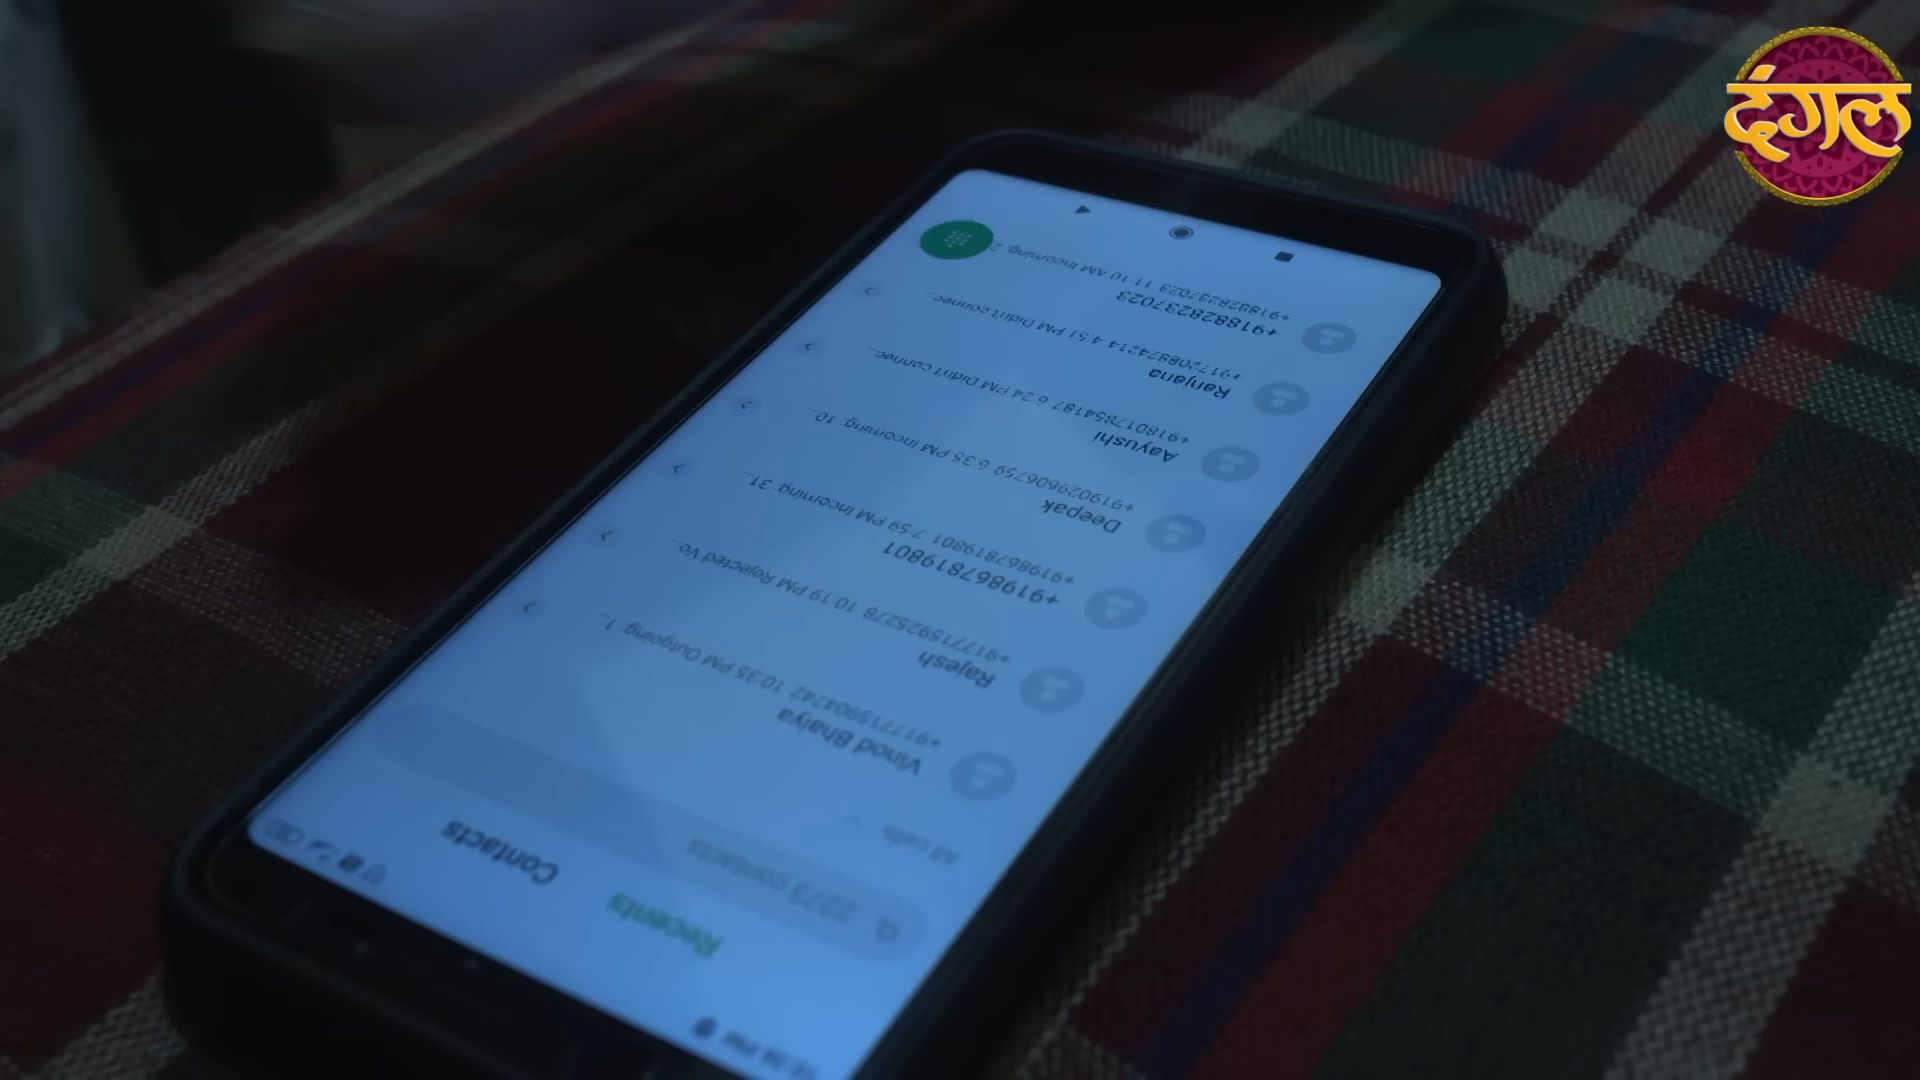 दंगल
Recents
Contacts
2273 contacts
All calls
Vinod Bhaiya
+917715904742 10:35 PM Outgoing: 1...
Rajesh
+917715925278 10:19 PM Rejected Vo...
+919867819801
+919867819801 7:59 PM Incoming: 31...
Deepak
+919029606759 6:35 PM Incoming: 10...
Aayushi
+918017854187 6:24 PM Didn't connec...
Ranjana
+917208824214 4:51 PM Didn't connec...
+918828237023
+918828237023 11:10 AM Incoming: 2